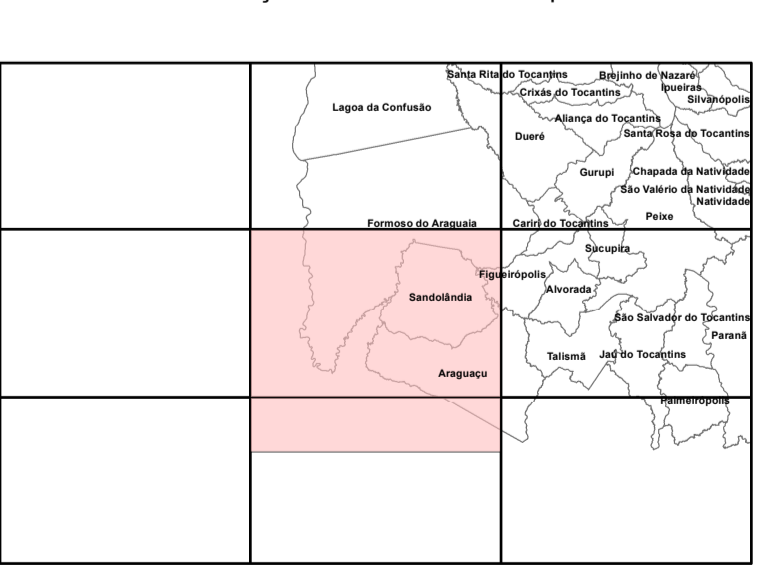 Santa Rita do Tocantins
Brejinho de Nazaré
Ipueiras
Crixás do Tocantins
Silvanópolis
Lagoa da Confusão
Aliança do Tocantins
Dueré
Santa Rosa do Tocantins
Gurupi
Chapada da Natividade
São Valério da Natividade
Natividade
Peixe
Formoso do Araguaia
Cariri do Tocantins
Sucupira
Figueirópolis
Alvorada
Sandolândia
São Salvador do Tocantins
Paranã
Talismã
Jaú do Tocantins
Araguaçu
Palmeirópolis